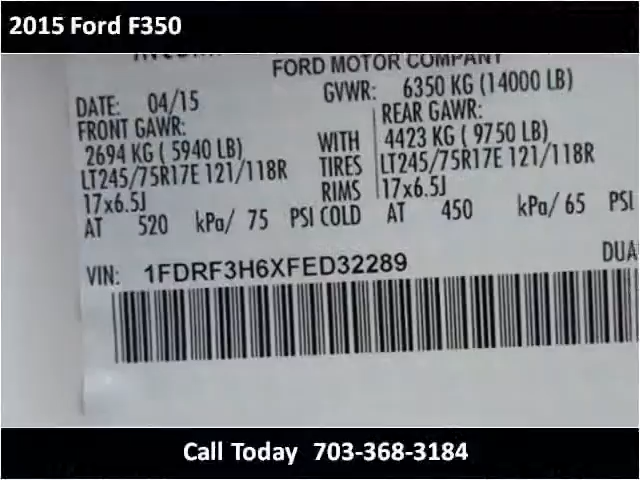 2015 Ford F350
FORD MOTOR COMPANY
DATE: 04/15 GVWR: 6350 KG (14000 LB)
FRONT GAWR: REAR GAWR:
2694 KG ( 5940 LB) WITH 4423 KG ( 9750 LB)
LT245/75R17E 121/118R TIRES LT245/75R17E 121/118R
17x6.5J RIMS 17x6.5J
AT 520 kPa/ 75 PSI COLD AT 450 kPa/ 65 PSI
VIN: 1FDRF3H6XFED32289 DUA
Call Today 703-368-3184